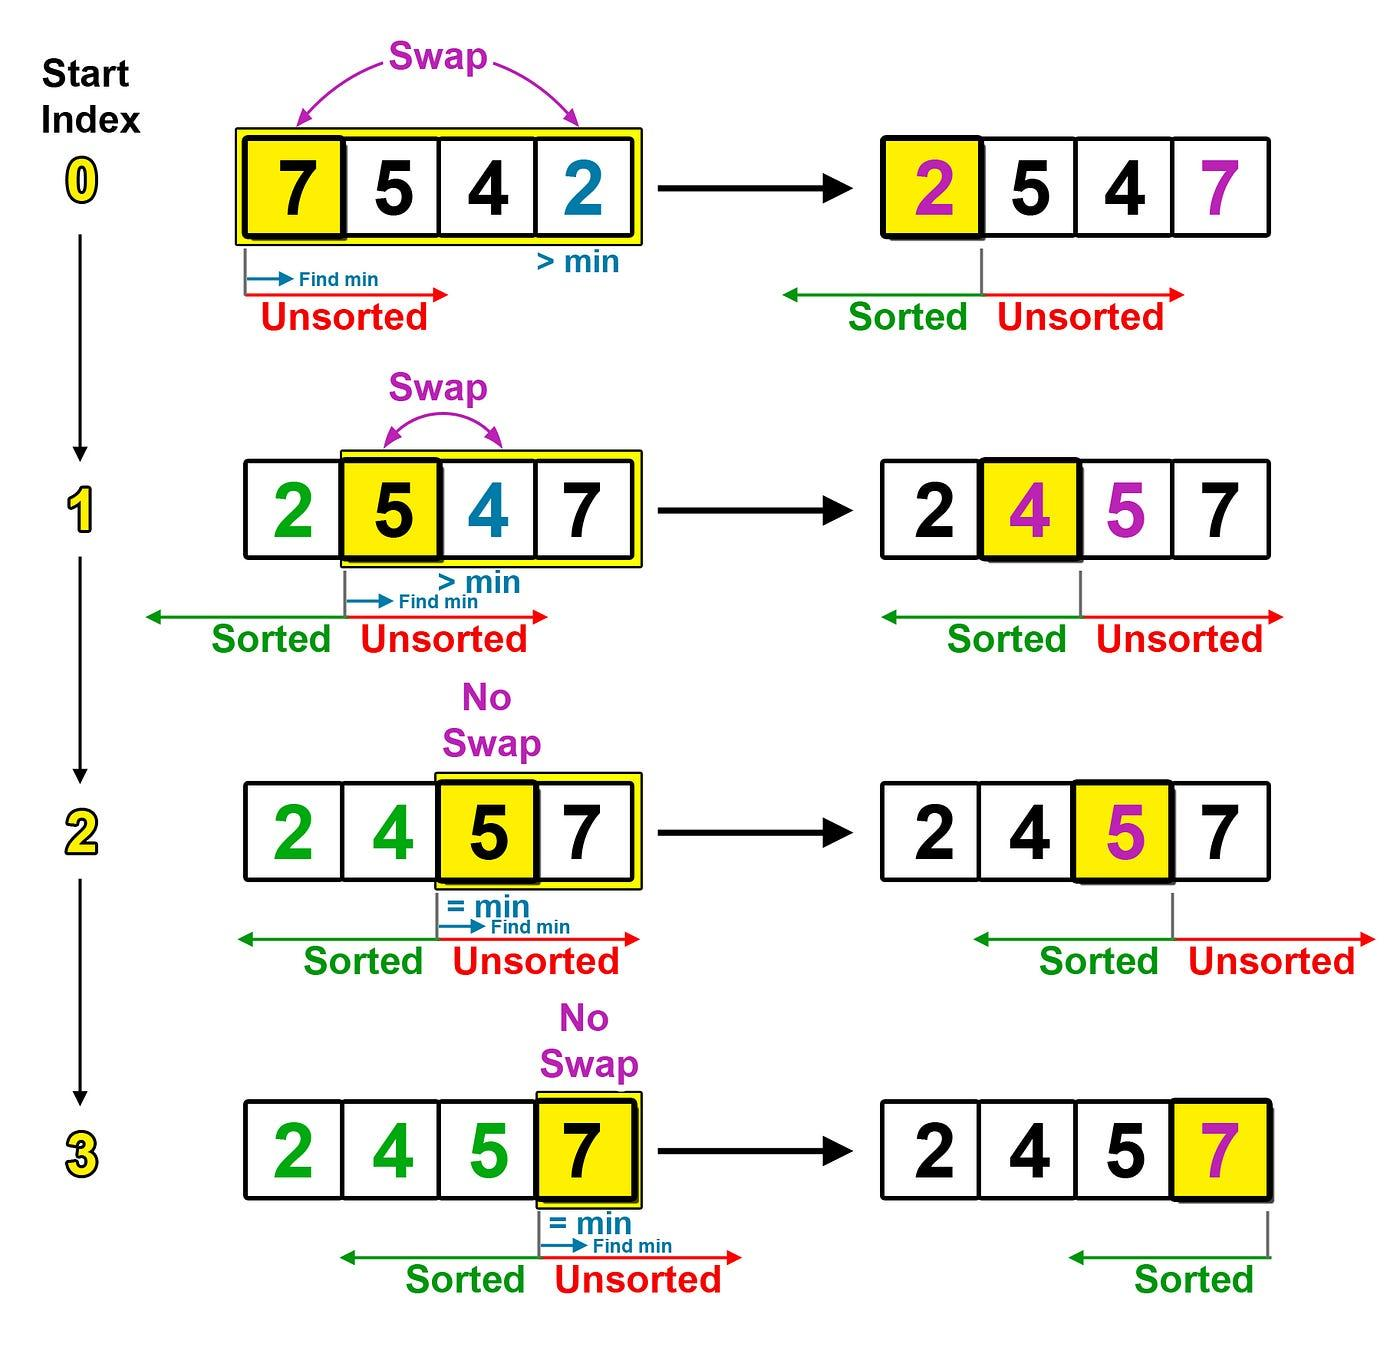 Start
Index
Swap
0
7 5 4 2
2 5 4 7
> min
Find min
Unsorted
Sorted Unsorted
Swap
1
2 5 4 7
2 4 5 7
> min
Find min
Sorted Unsorted
Sorted Unsorted
No
Swap
2
2 4 5 7
2 4 5 7
= min
Find min
Sorted Unsorted
Sorted Unsorted
No
Swap
3
2 4 5 7
2 4 5 7
= min
Find min
Sorted Unsorted
Sorted